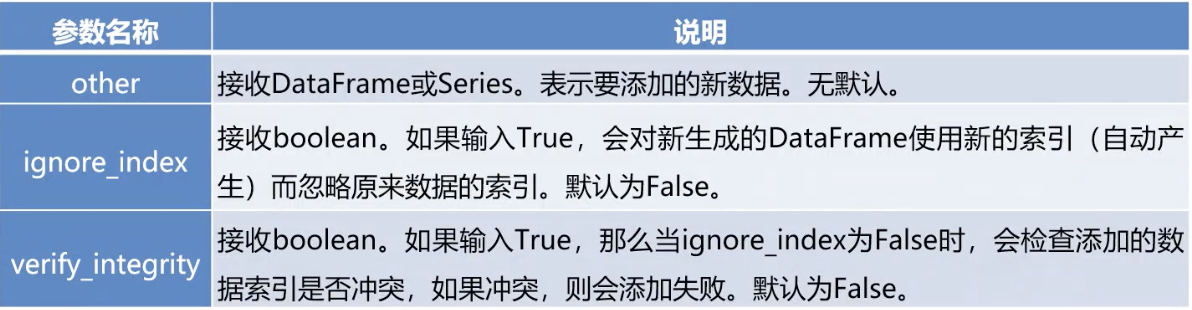 参数名称 说明
other 接收DataFrame或Series。表示要添加的新数据。无默认。
ignore_index 接收boolean。如果输入True，会对新生成的DataFrame使用新的索引（自动产
生）而忽略原来数据的索引。默认为False。
verify_integrity 接收boolean。如果输入True，那么当ignore_index为False时，会检查添加的数
据索引是否冲突，如果冲突，则会添加失败。默认为False。